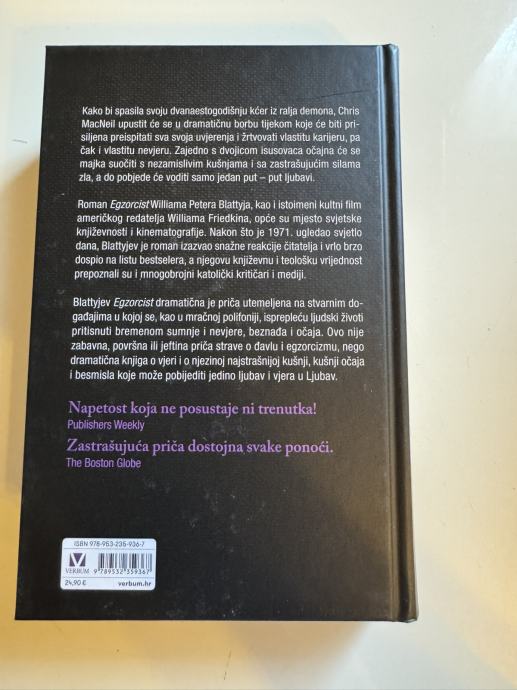 Kako bi spasila svoju dvanaestogodišnju kćer iz ralja demona, Chris
MacNeil upustit će se u dramatičnu borbu tijekom koje će biti pri-
siljena preispitati sva svoja uvjerenja i žrtvovati vlastitu karijeru, pa
čak i vlastitu nevjeru. Zajedno s dvojicom isusovaca očajna će se
majka suočiti s nezamislivim kušnjama i sa zastrašujućim silama
zla, a do pobjede će voditi samo jedan put – put ljubavi.
Roman Egzorcist Williama Petera Blattyja, kao i istoimeni kultni film
američkog redatelja Williama Friedkina, opće su mjesto svjetske
književnosti i kinematografije. Nakon što je 1971. ugledao svjetlo
dana, Blattyjev je roman izazvao snažne reakcije čitatelja i vrlo brzo
dospio na listu bestselera, a njegovu književnu i teološku vrijednost
prepoznali su i mnogobrojni katolički kritičari i mediji.
Blattyjev Egzorcist dramatična je priča utemeljena na stvarnim do-
gađajima u kojoj se, kao u mračnoj polifoniji, isprepleću ljudski životi
pritisnuti bremenom sumnje i nevjere, beznađa i očaja. Ovo nije
zabavna, površna ili jeftina priča strave o đavlu i egzorcizmu, nego
dramatična knjiga o vjeri i o njezinoj najstrašnijoj kušnji, kušnji očaja
i besmisla koje može pobijediti jedino ljubav i vjera u Ljubav.
Napetost koja ne posustaje ni trenutka!
Publishers Weekly
Zastrašujuća priča dostojna svake ponoći.
The Boston Globe
ISBN 978-953-235-936-7
V
VERBUM
9 789532 359367
24,90 €
verbum.hr